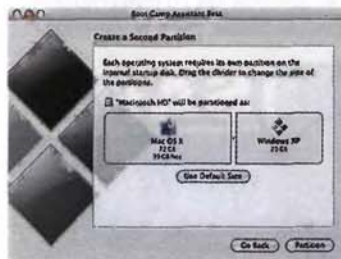 Boot Camp Assistant Beta
Create a Second Partition
Each operating system requires its own partition on the
internal startup disk. Drag the divider to change the size of
the partitions.
"Macintosh HD" will be partitioned as:
Mac OS X
Windows XP
Use Default Size
Go Back
Partition